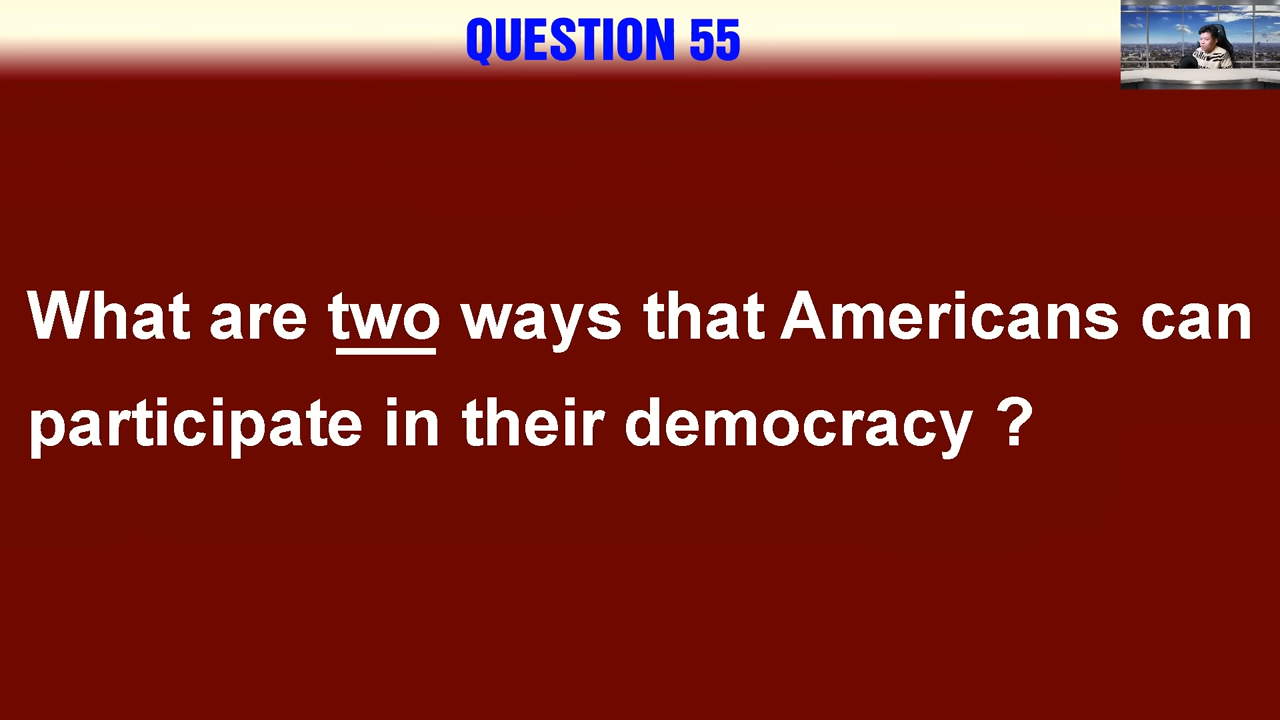 QUESTION 55
What are two ways that Americans can
participate in their democracy ?